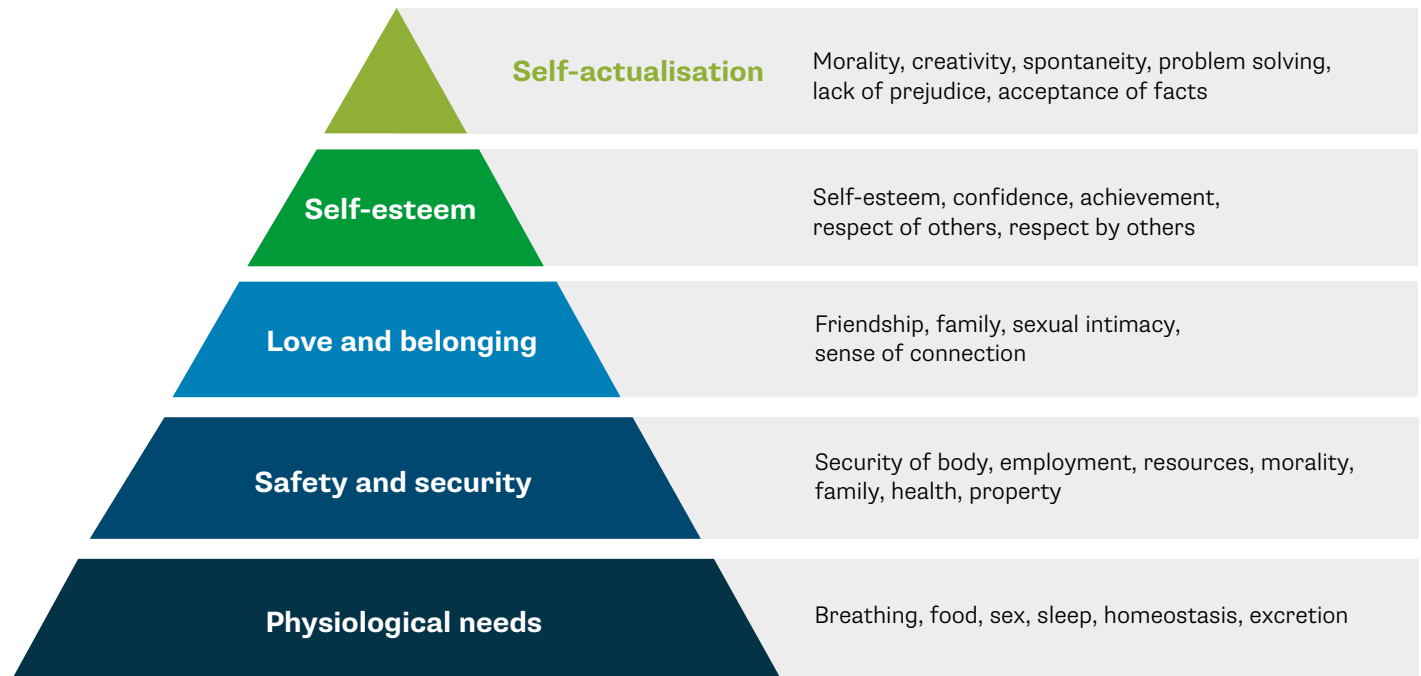 Self-actualisation
Morality, creativity, spontaneity, problem solving,
lack of prejudice, acceptance of facts
Self-esteem
Self-esteem, confidence, achievement,
respect of others, respect by others
Love and belonging
Friendship, family, sexual intimacy,
sense of connection
Safety and security
Security of body, employment, resources, morality,
family, health, property
Physiological needs
Breathing, food, sex, sleep, homeostasis, excretion